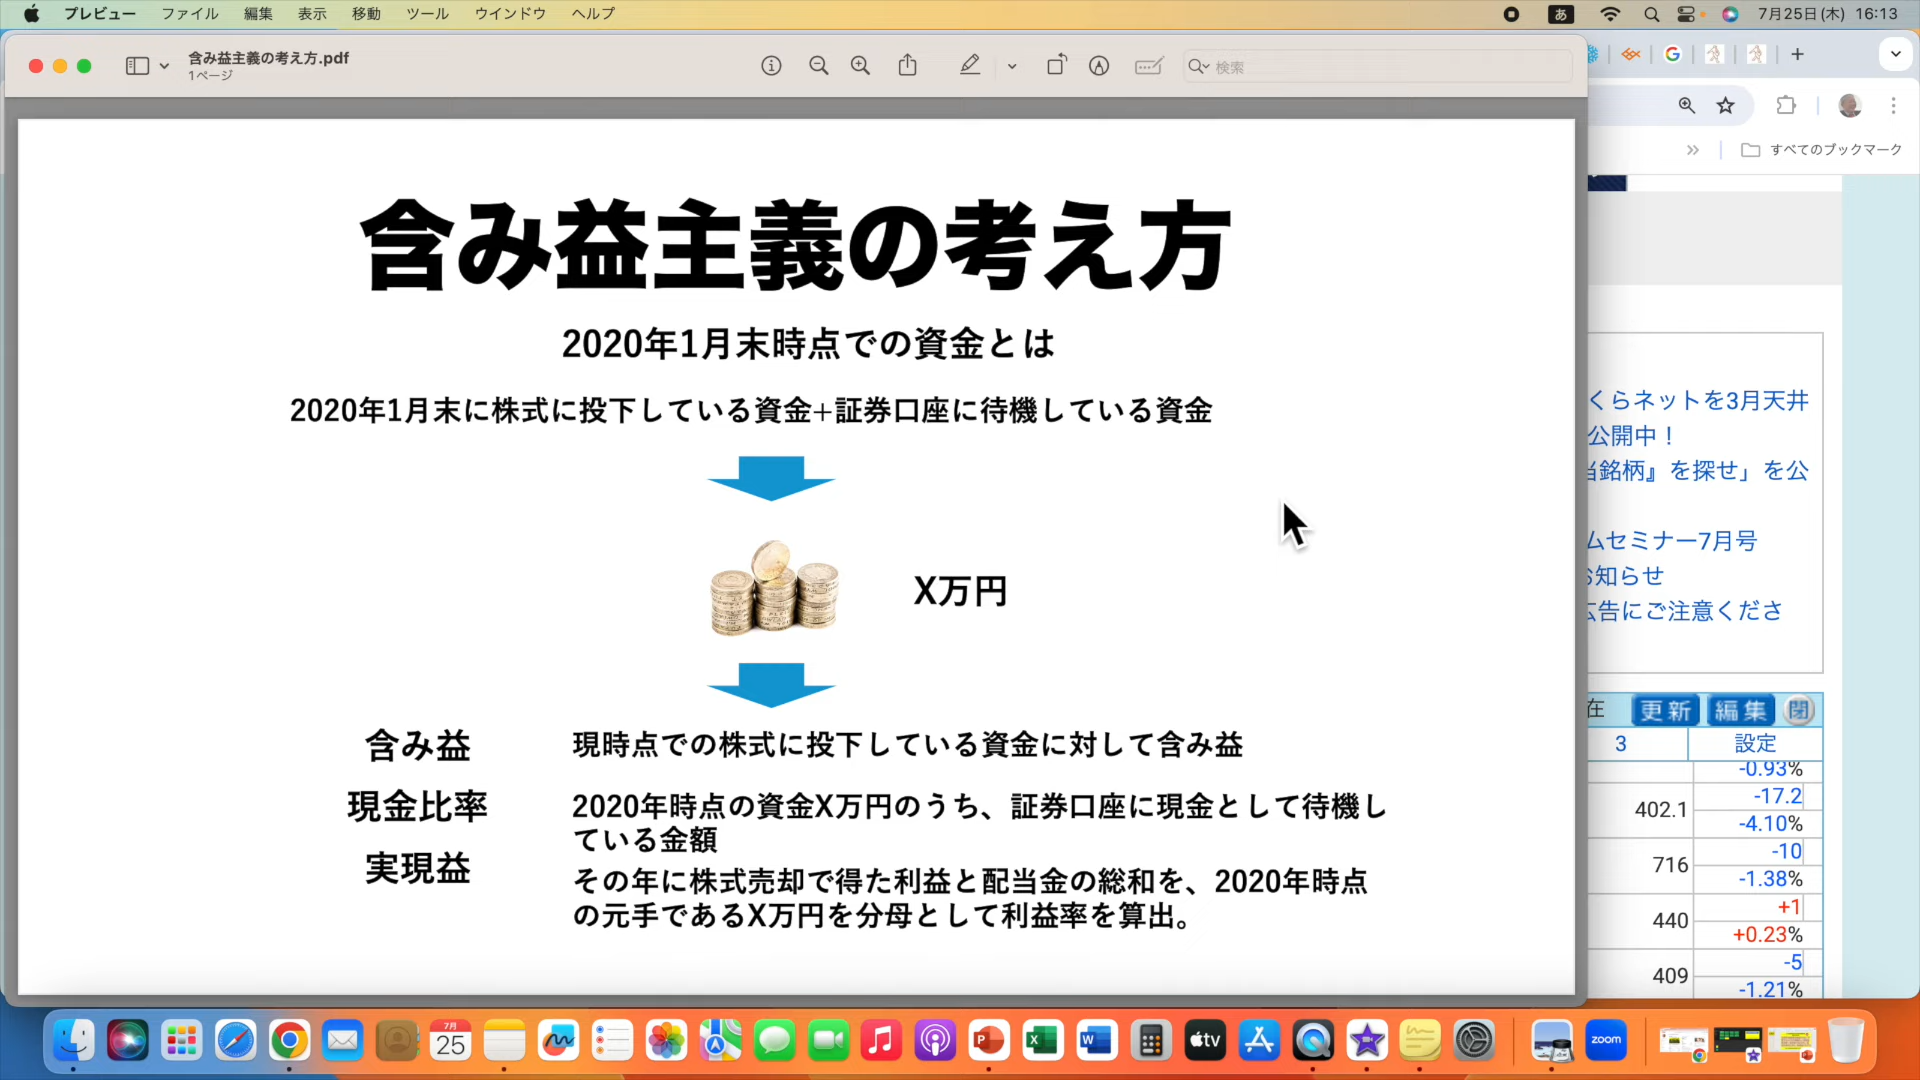 プレビュー ファイル 編集 表示 移動 ツール ウインドウ ヘルプ
あ 7月25日(木) 16:13
含み益主義の考え方.pdf
1ページ
検索
すべてのブックマーク
含み益主義の考え方
2020年1月末時点での資金とは
2020年1月末に株式に投下している資金+証券口座に待機している資金
X万円
含み益 現時点での株式に投下している資金に対して含み益
現金比率 2020年時点の資金X万円のうち、証券口座に現金として待機し
ている金額
実現益 その年に株式売却で得た利益と配当金の総和を、2020年時点
の元手であるX万円を分母として利益率を算出。
くらネットを3月天井
公開中！
当銘柄』を探せ」を公
ムセミナー7月号
お知らせ
広告にご注意くださ
在 更新 編集 閉
3 設定
-0.93%
402.1 -17.2
-4.10%
716 -10
-1.38%
440 +1
+0.23%
409 -5
-1.21%
7月
25
tv
zoom